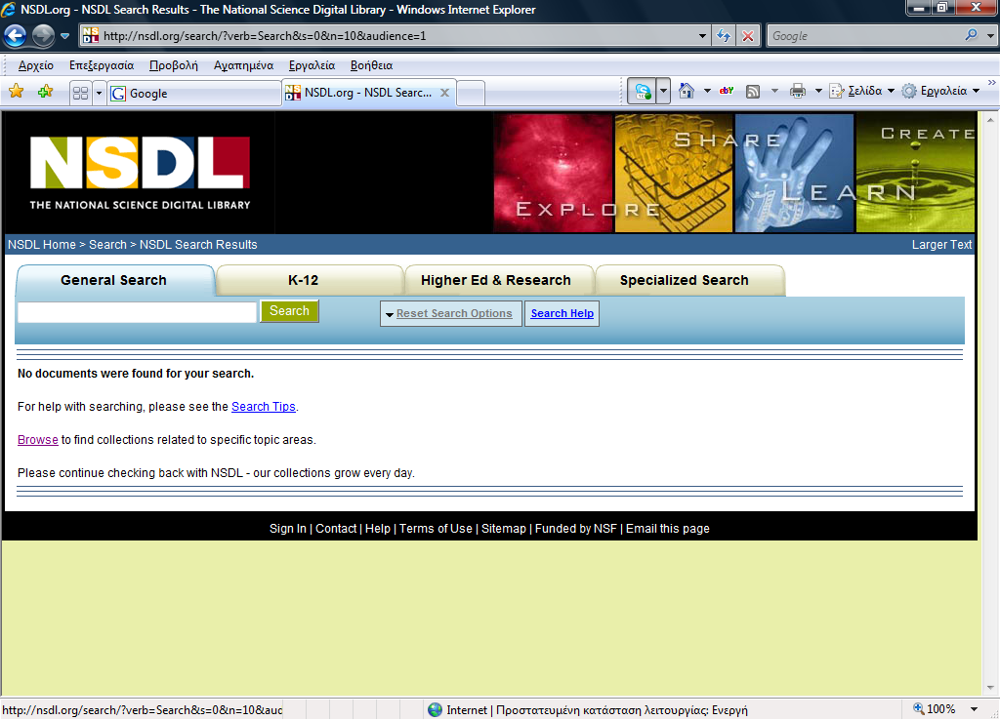 NSDL.org - NSDL Search Results - The National Science Digital Library - Windows Internet Explorer
http://nsdl.org/search/?verb=Search&s=0&n=10&audience=1
Google
Αρχείο Επεξεργασία Προβολή Αγαπημένα Εργαλεία Βοήθεια
Google
NSDL.org - NSDL Searc...
Σελίδα
Εργαλεία
NSDL
THE NATIONAL SCIENCE DIGITAL LIBRARY
EXPLORE
SHARE
LEARN
CREATE
NSDL Home > Search > NSDL Search Results
Larger Text
General Search
K-12
Higher Ed & Research
Specialized Search
Search
Reset Search Options
Search Help
No documents were found for your search.
For help with searching, please see the Search Tips.
Browse to find collections related to specific topic areas.
Please continue checking back with NSDL - our collections grow every day.
Sign In | Contact | Help | Terms of Use | Sitemap | Funded by NSF | Email this page
http://nsdl.org/search/?verb=Search&s=0&n=10&aud
Internet | Προστατευμένη κατάσταση λειτουργίας: Ενεργή
100%